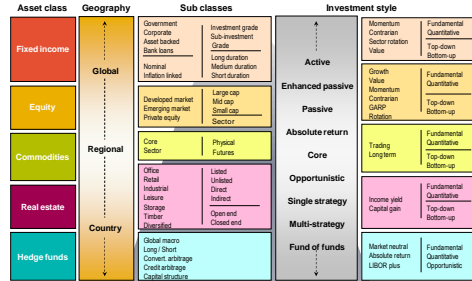 Asset class
Geography
Sub classes
Investment style
Fixed income
Equity
Commodities
Real estate
Hedge funds
Global
Regional
Country
Government
Corporate
Asset backed
Bank loans
Nominal
Inflation linked
Investment grade
Sub-investment
Grade
Long duration
Medium duration
Short duration
Developed market
Emerging market
Private equity
Large cap
Mid cap
Small cap
Sector
Core
Sector
Physical
Futures
Office
Retail
Industrial
Leisure
Storage
Timber
Diversified
Listed
Unlisted
Direct
Indirect
Open end
Closed end
Global macro
Long / Short
Convert. arbitrage
Credit arbitrage
Capital structure
Active
Enhanced passive
Passive
Absolute return
Core
Opportunistic
Single strategy
Multi-strategy
Fund of funds
Momentum
Contrarian
Sector rotation
Value
Fundamental
Quantitative
Top-down
Bottom-up
Growth
Value
Momentum
Contrarian
GARP
Rotation
Fundamental
Quantitative
Top-down
Bottom-up
Trading
Long term
Fundamental
Quantitative
Top-down
Bottom-up
Income yield
Capital gain
Fundamental
Quantitative
Top-down
Bottom-up
Market neutral
Absolute return
LIBOR plus
Fundamental
Quantitative
Opportunistic